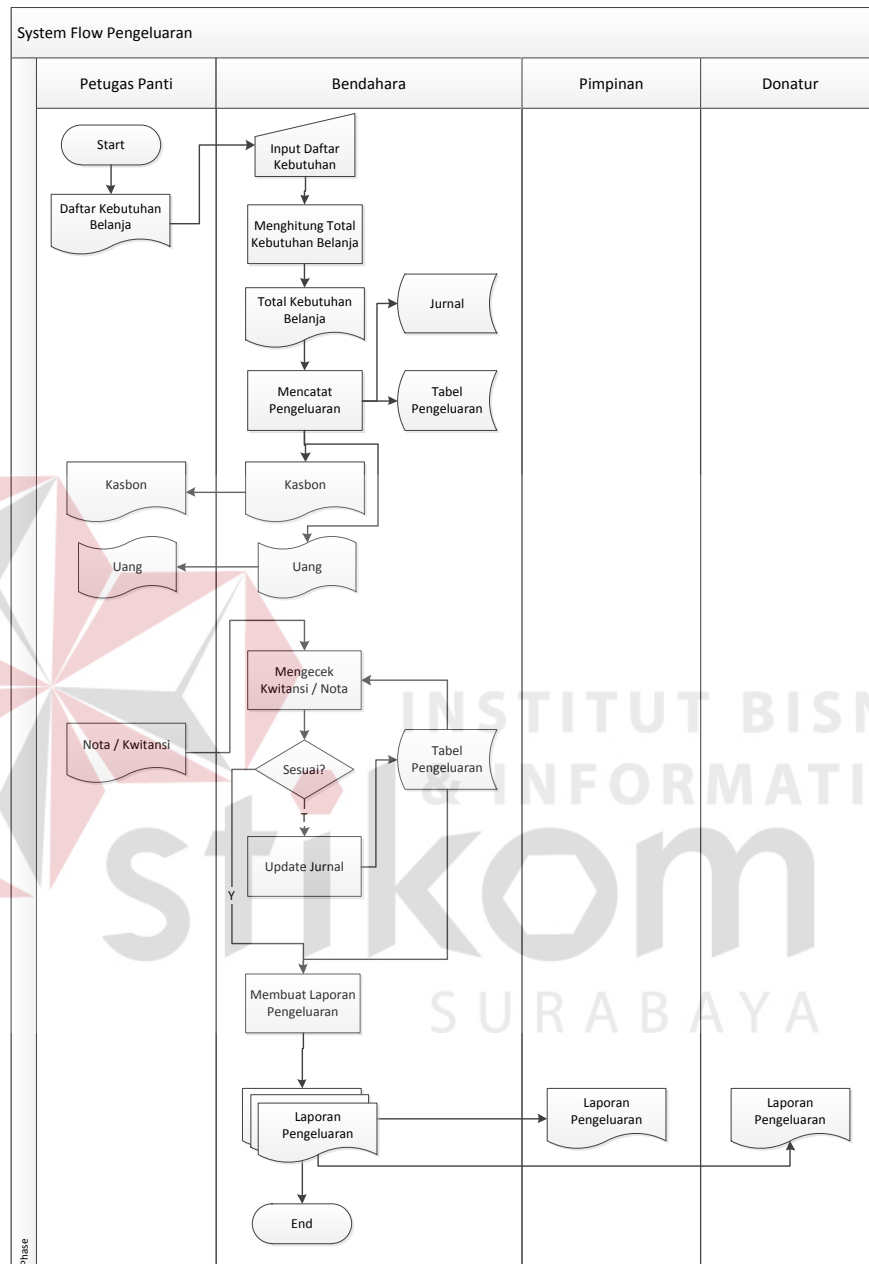 System Flow Pengeluaran
Petugas Panti
Bendahara
Pimpinan
Donatur
Start
Input Daftar
Kebutuhan
Daftar Kebutuhan
Belanja
Menghitung Total
Kebutuhan Belanja
Total Kebutuhan
Belanja
Jurnal
Mencatat
Pengeluaran
Tabel
Pengeluaran
Kasbon
Kasbon
Uang
Uang
Mengecek
Kwitansi / Nota
Nota / Kwitansi
Sesuai?
Tabel
Pengeluaran
T
Update Jurnal
Y
Membuat Laporan
Pengeluaran
Laporan
Pengeluaran
Laporan
Pengeluaran
Laporan
Pengeluaran
End
Phase
INSTITUT BISN
& INFORMATI
stikom
SURABAYA